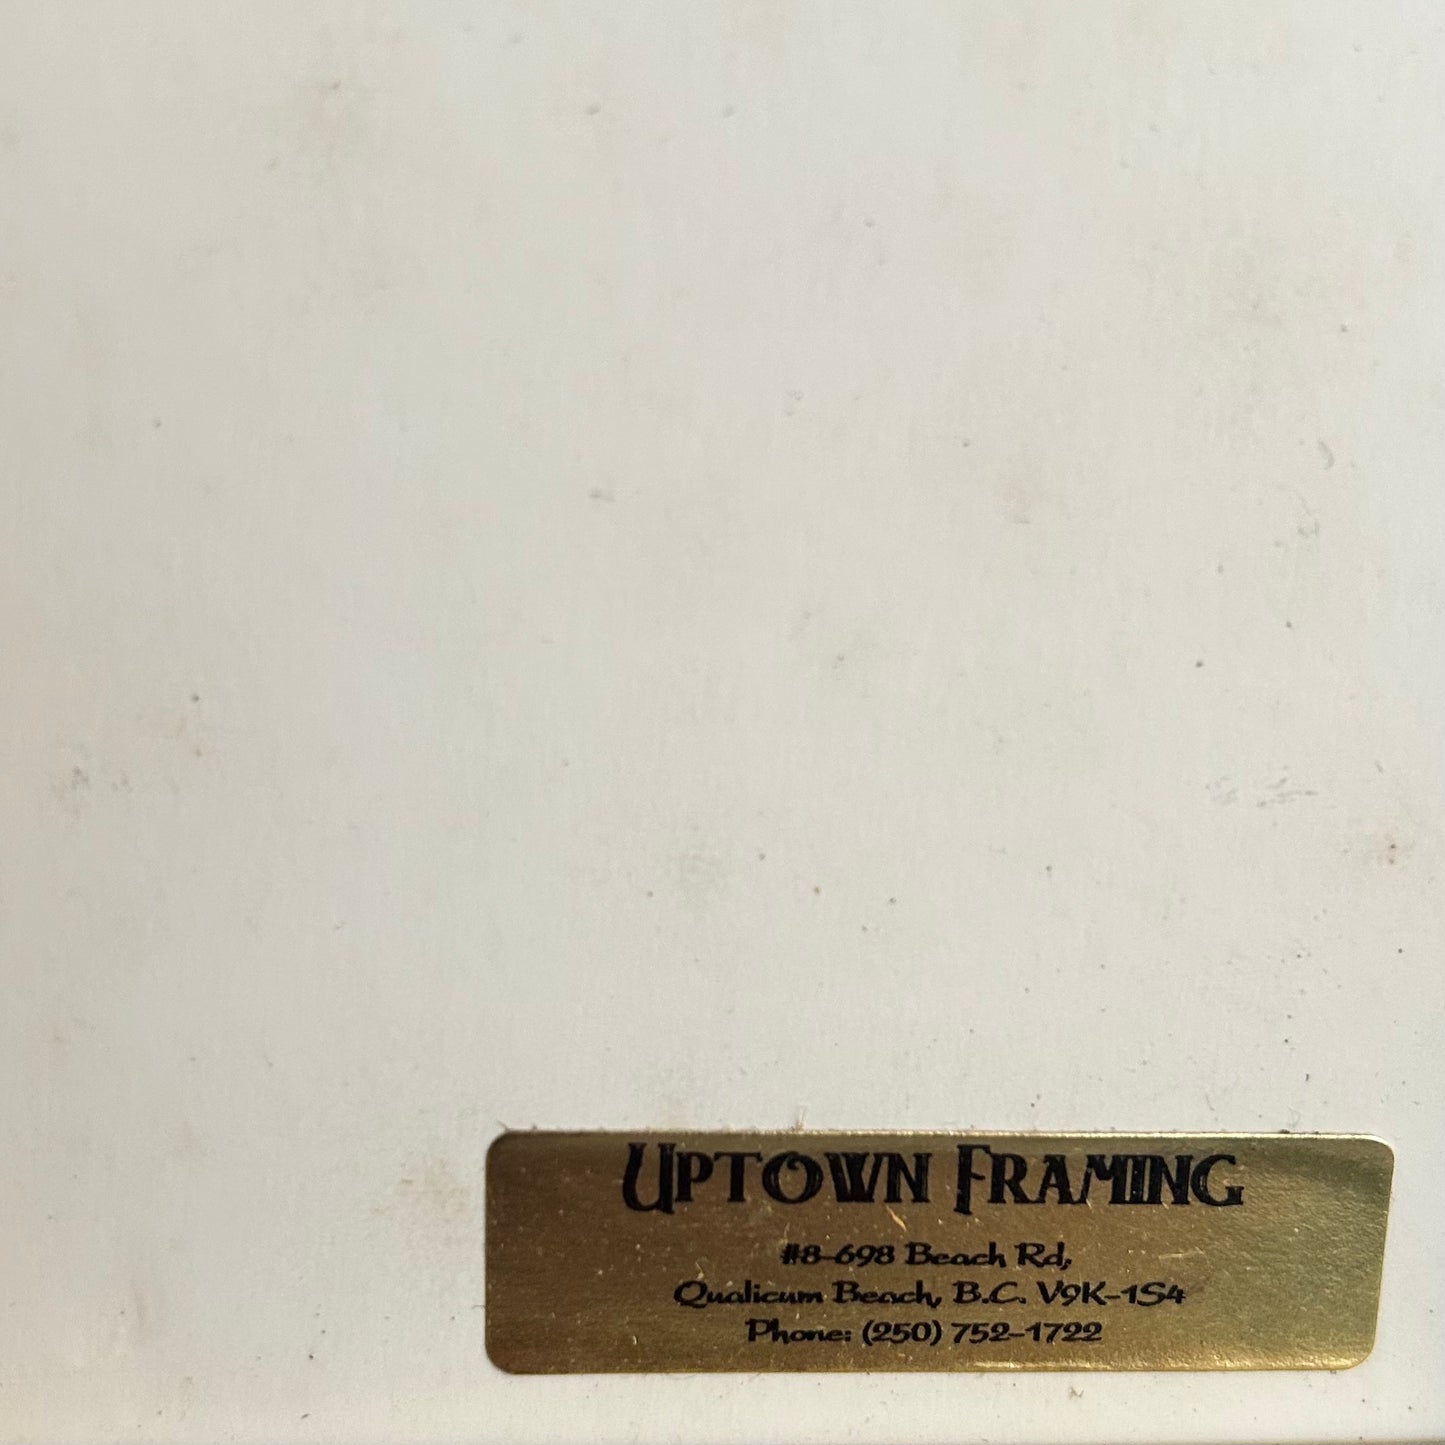 UPTOWN FRAMING
#8-698 Beach Rd,
Qualicum Beach, B.C. V9K-1S4
Phone: (250) 752-1722